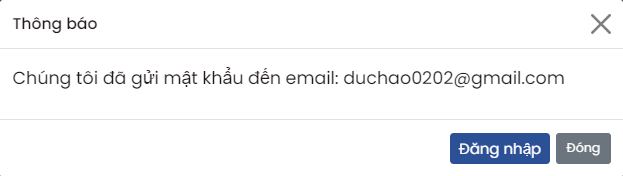 Thông báo
Chúng tôi đã gửi mật khẩu đến email: duchao0202@gmail.com
Đăng nhập
Đóng